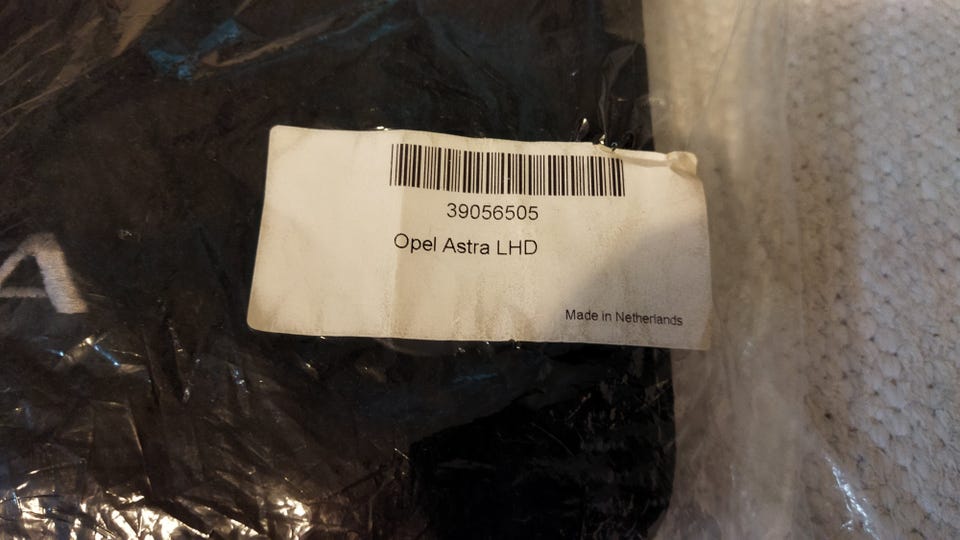 39056505
Opel Astra LHD
Made in Netherlands
A